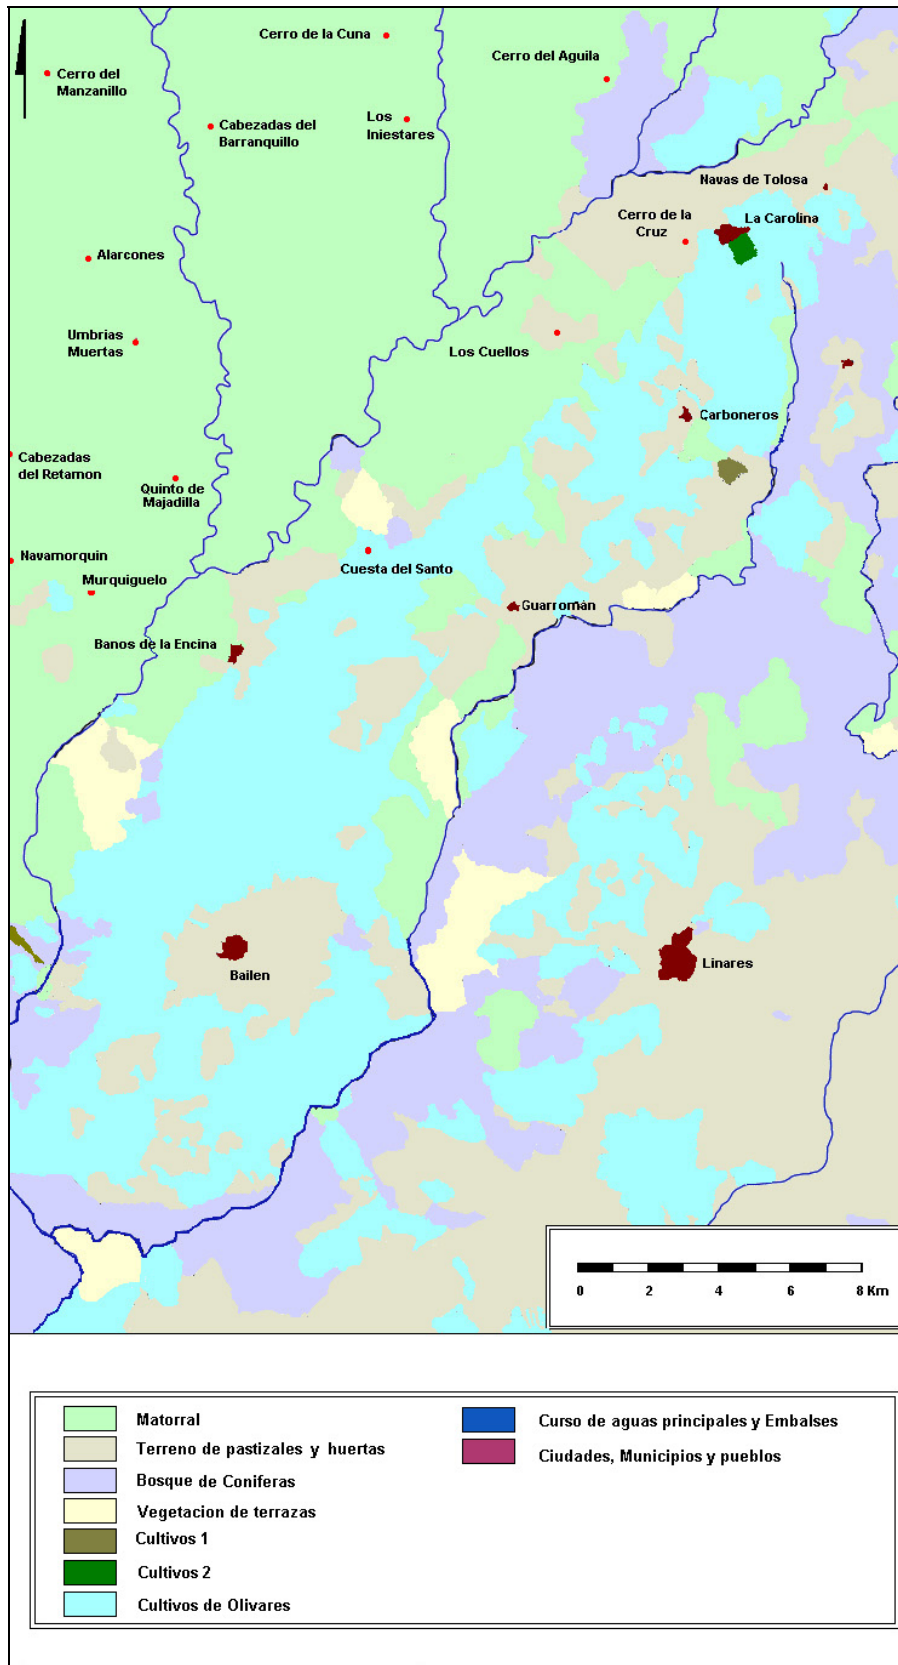 Cerro de la Cuna
Cerro del Aguila
Cerro del
Manzanillo
Cabezadas del
Barranquillo
Los
Iniestares
Navas de Tolosa
La Carolina
Cerro de la
Cruz
Alarcones
Umbrias
Muertas
Los Cuellos
Carboneros
Cabezadas
del Retamon
Quinto de
Majadilla
Navamorquin
Cuesta del Santo
Murquiguelo
Guarromán
Banos de la Encina
Bailen
Linares
0 2 4 6 8 Km
Matorral
Terreno de pastizales y huertas
Bosque de Coniferas
Vegetacion de terrazas
Cultivos 1
Cultivos 2
Cultivos de Olivares
Curso de aguas principales y Embalses
Ciudades, Municipios y pueblos